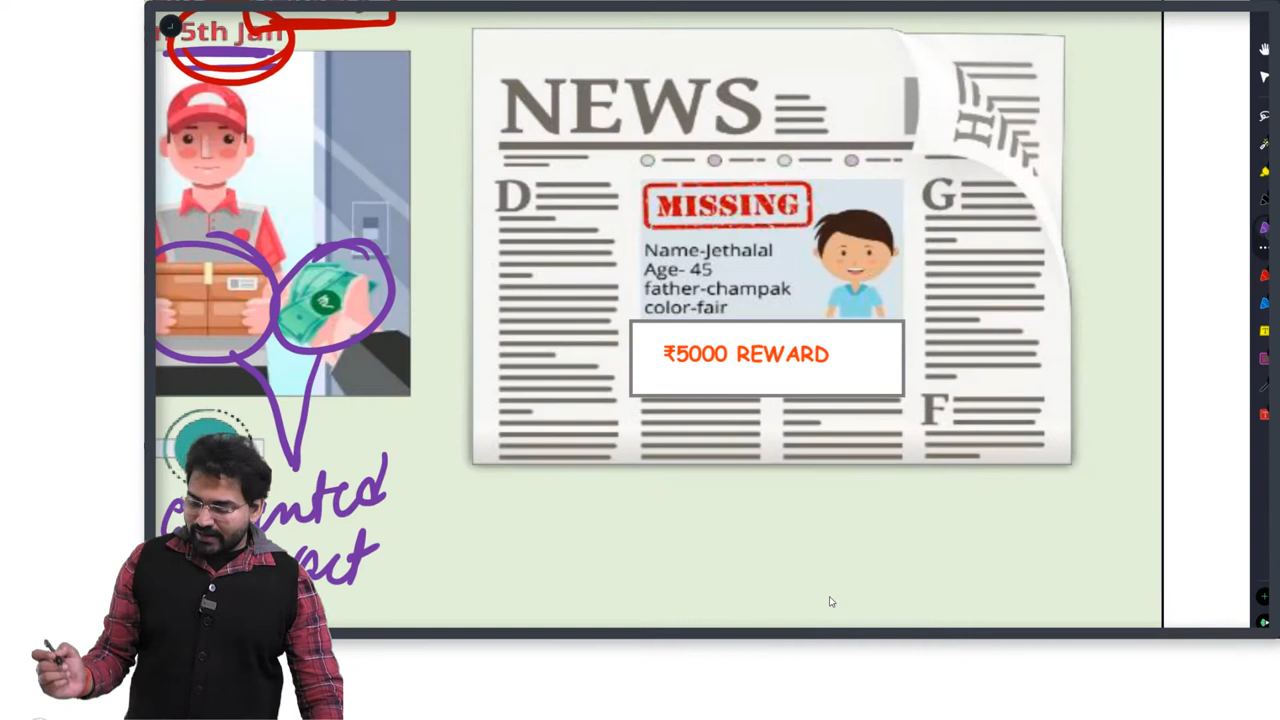 5th Jan
NEWS
MISSING
D
G
Name-Jethalal
Age- 45
father-champak
color-fair
₹5000 REWARD
F